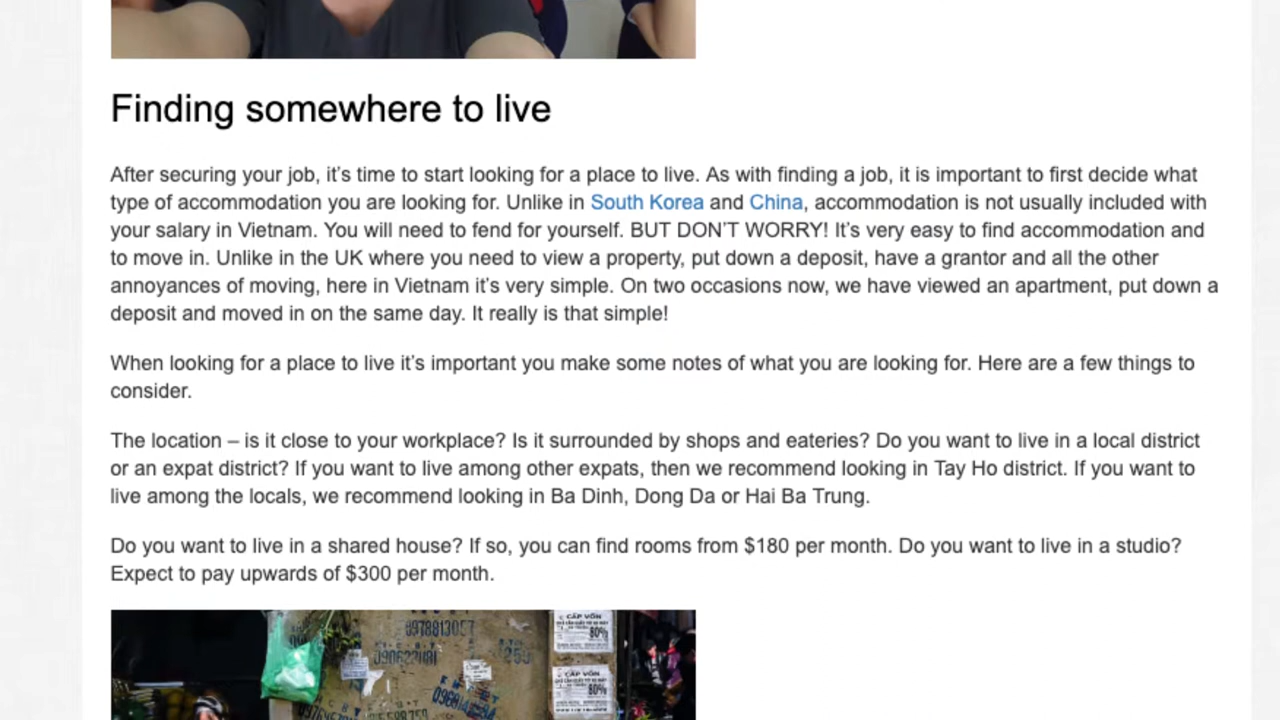 Finding somewhere to live
After securing your job, it’s time to start looking for a place to live. As with finding a job, it is important to first decide what
type of accommodation you are looking for. Unlike in South Korea and China, accommodation is not usually included with
your salary in Vietnam. You will need to fend for yourself. BUT DON’T WORRY! It’s very easy to find accommodation and
to move in. Unlike in the UK where you need to view a property, put down a deposit, have a grantor and all the other
annoyances of moving, here in Vietnam it’s very simple. On two occasions now, we have viewed an apartment, put down a
deposit and moved in on the same day. It really is that simple!
When looking for a place to live it’s important you make some notes of what you are looking for. Here are a few things to
consider.
The location – is it close to your workplace? Is it surrounded by shops and eateries? Do you want to live in a local district
or an expat district? If you want to live among other expats, then we recommend looking in Tay Ho district. If you want to
live among the locals, we recommend looking in Ba Dinh, Dong Da or Hai Ba Trung.
Do you want to live in a shared house? If so, you can find rooms from $180 per month. Do you want to live in a studio?
Expect to pay upwards of $300 per month.
CẤP VỐN
80%
CẤP VỐN
80%